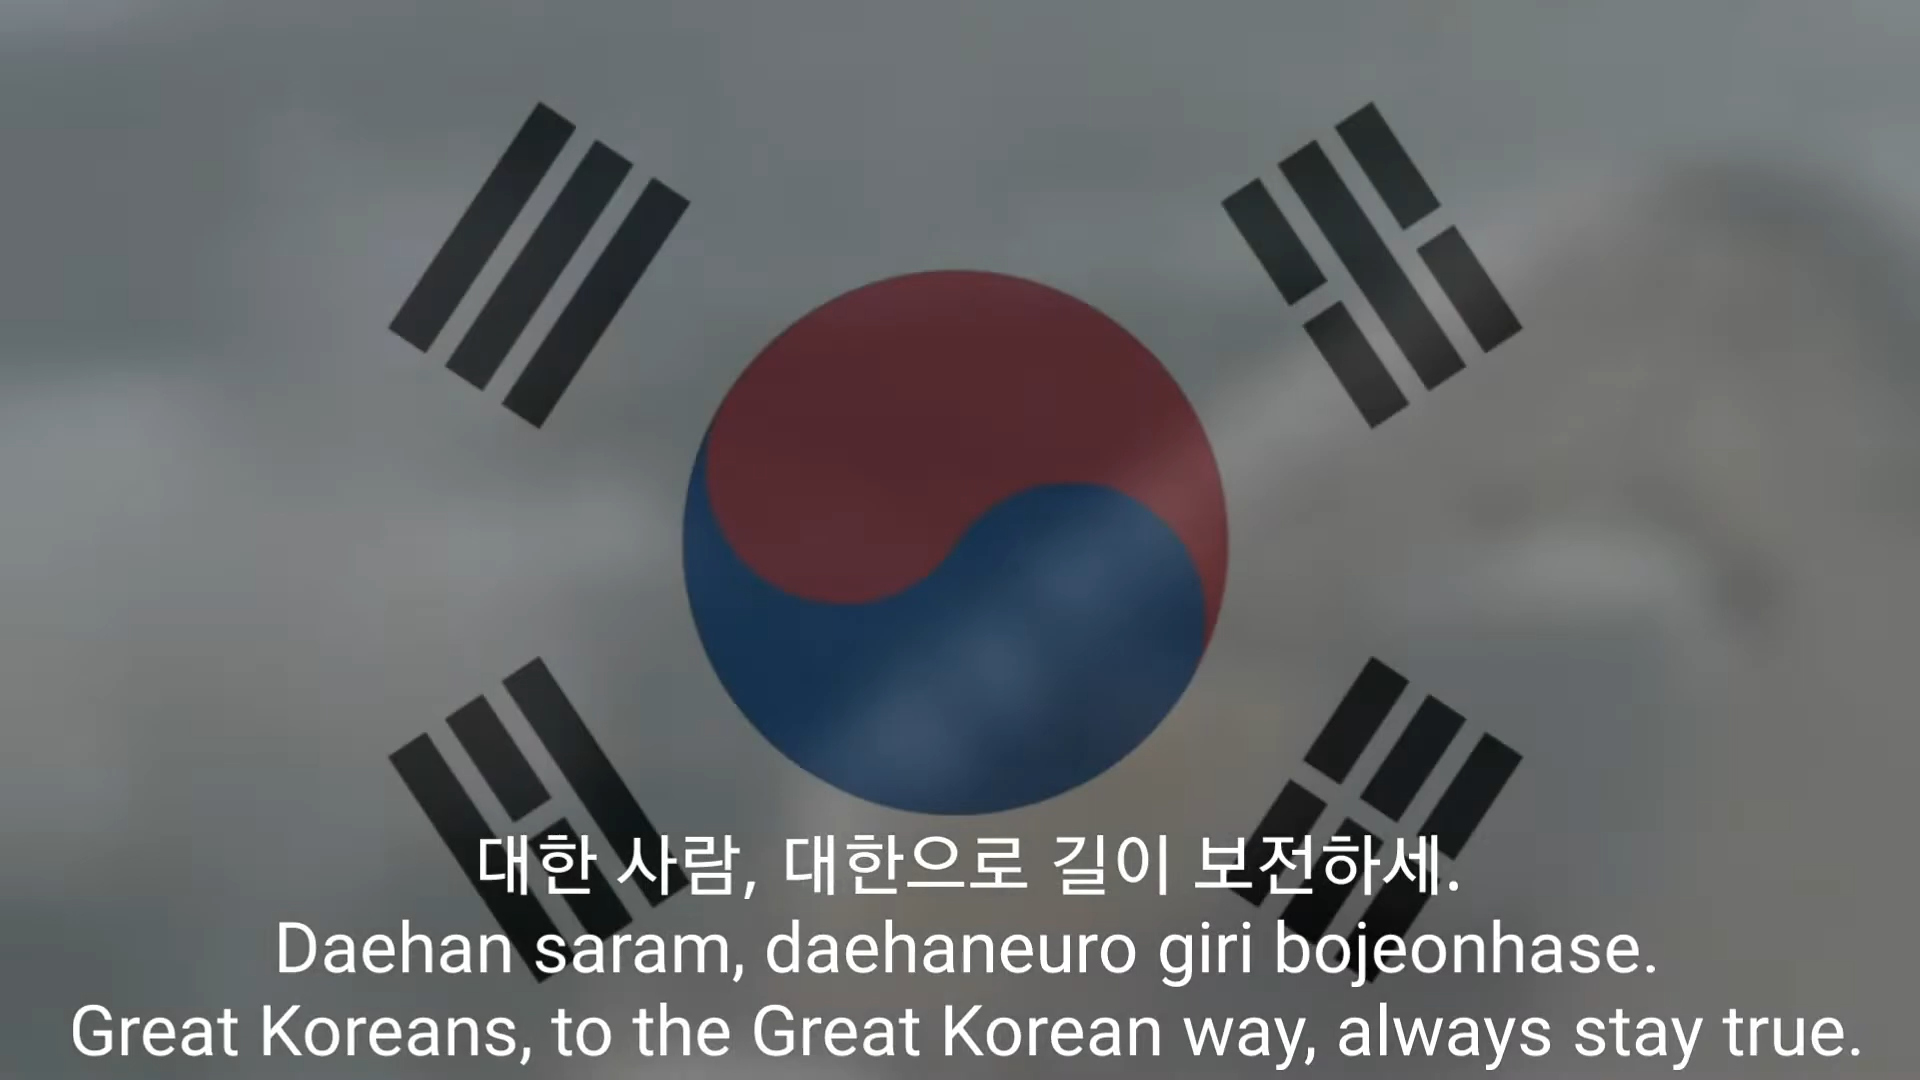 대한 사람, 대한으로 길이 보전하세.
Daehan saram, daehaneuro giri bojeonhase.
Great Koreans, to the Great Korean way, always stay true.